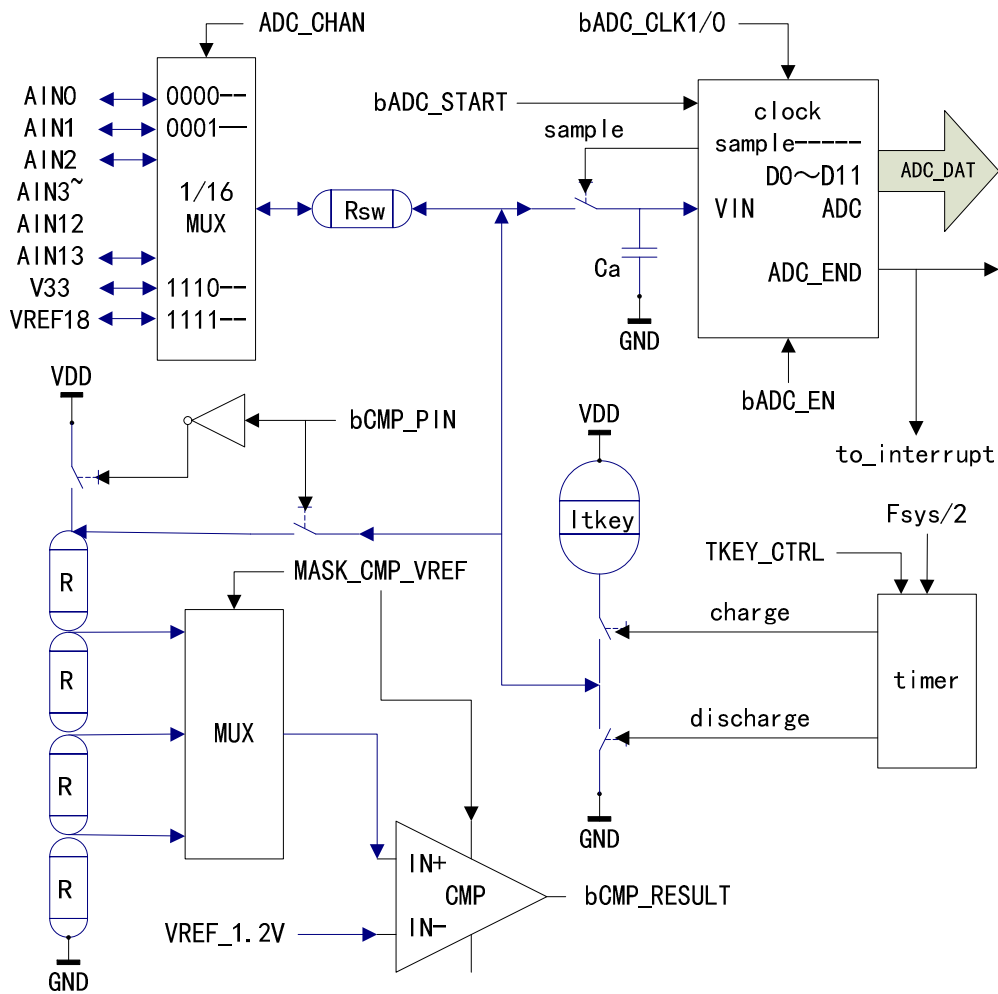 ADC_CHAN
bADC_CLK1/0
AIN0
0000--
AIN1
0001--
AIN2
AIN3~
AIN12
1/16
MUX
AIN13
V33
1110--
VREF18
1111--
Rsw
bADC_START
sample
clock
sample-----
D0~D11
VIN
ADC
ADC_DAT
Ca
GND
ADC_END
bADC_EN
to_interrupt
VDD
bCMP_PIN
VDD
Itkey
Fsys/2
TKEY_CTRL
MASK_CMP_VREF
R
R
R
R
MUX
charge
discharge
timer
GND
IN+
CMP
IN-
bCMP_RESULT
VREF_1.2V
GND